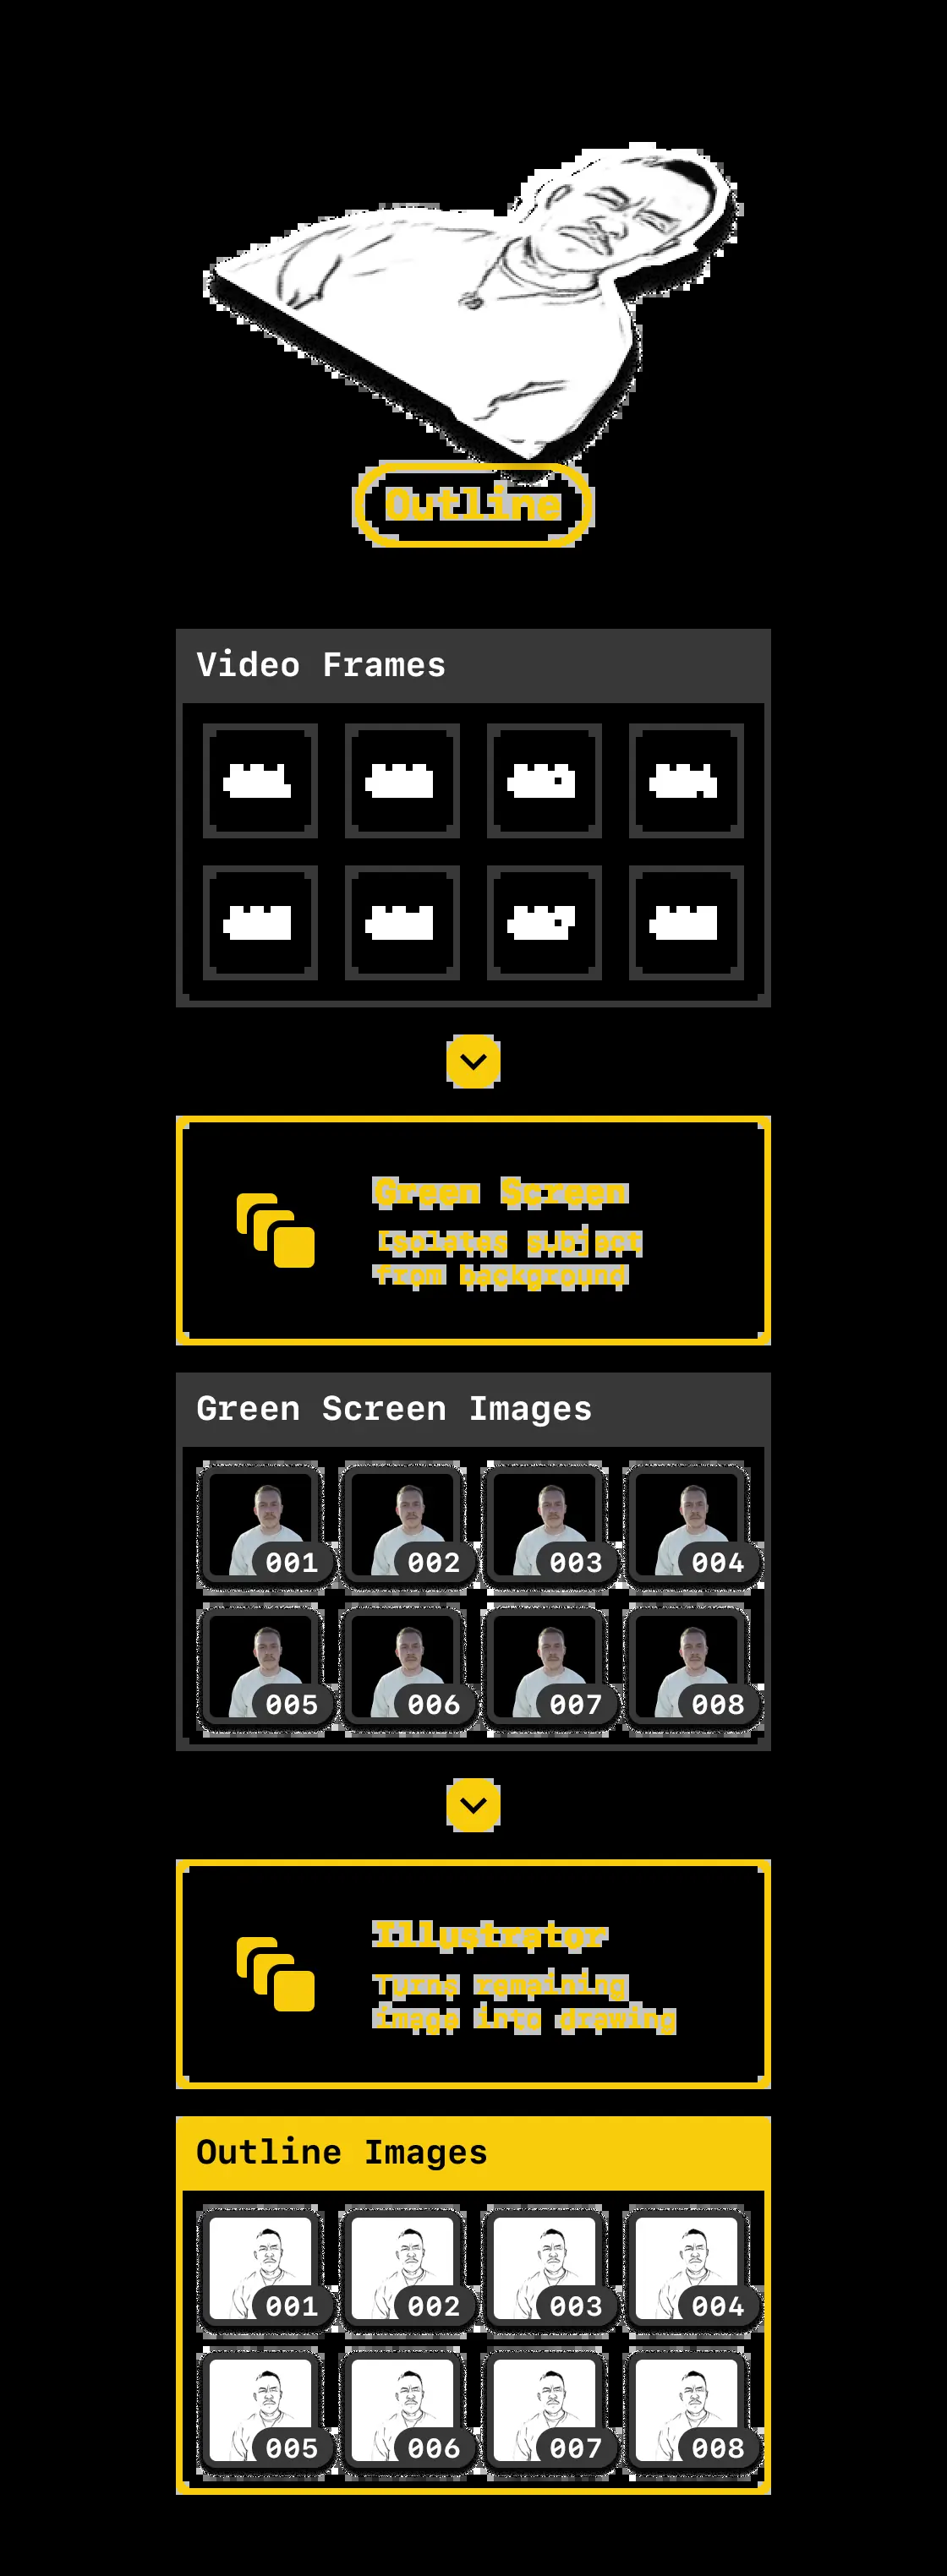 Outline
Video Frames
Green Screen
Isolates subject
from background
Green Screen Images
001 002 003 004
005 006 007 008
Illustrator
Turns remaining
image into drawing
Outline Images
001 002 003 004
005 006 007 008